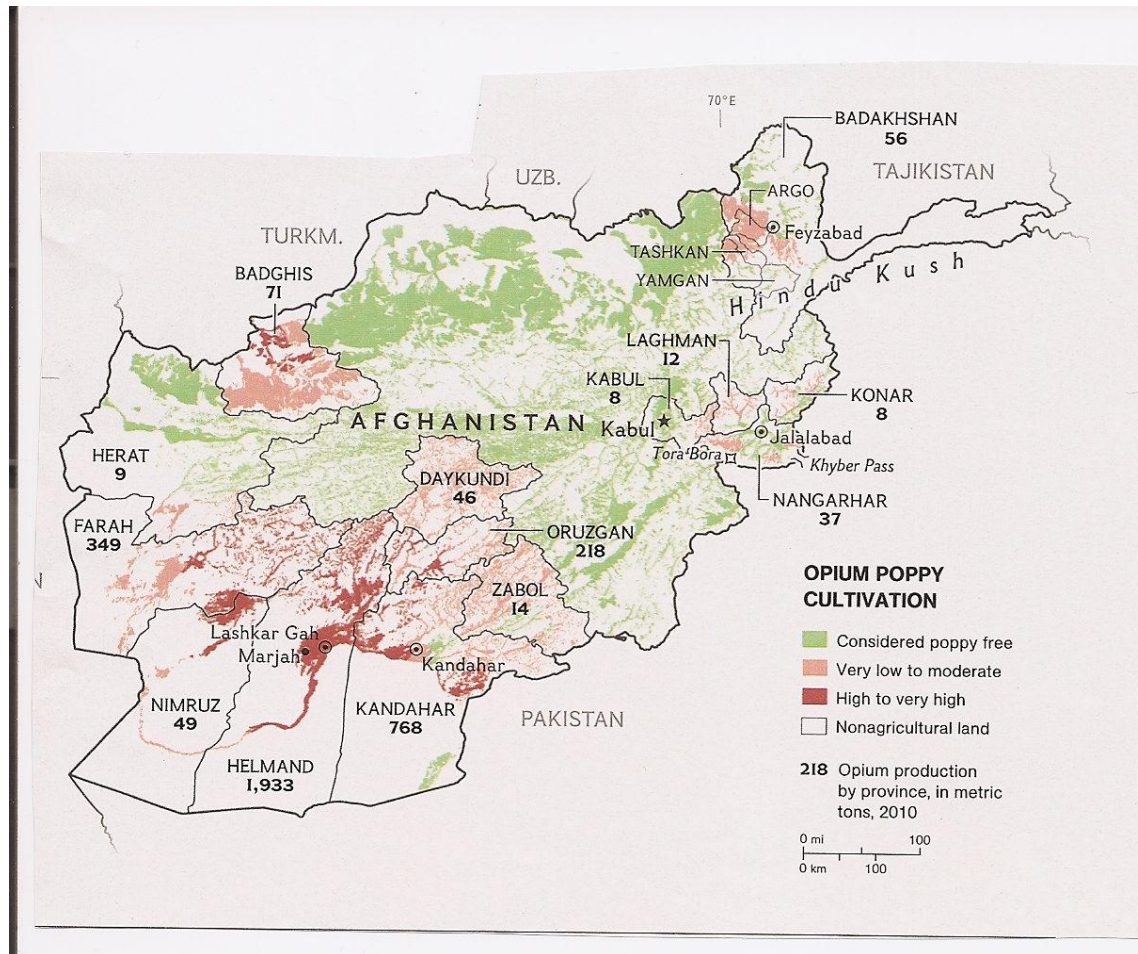 70°E
BADAKHSHAN
56
TAJIKISTAN
UZB.
ARGO
Feyzabad
TURKM.
TASHKAN
BADGHIS
71
YAMGAN
Hindu Kush
LAGHMAN
12
KABUL
8
KONAR
8
AFGHANISTAN
Kabul
Jalalabad
Tora Bora
Khyber Pass
HERAT
9
DAYKUNDI
46
NANGARHAR
37
FARAH
349
ORUZGAN
218
N
ZABOL
14
Lashkar Gah
Marjah
Kandahar
NIMRUZ
49
KANDAHAR
768
PAKISTAN
HELMAND
1,933
OPIUM POPPY
CULTIVATION
Considered poppy free
Very low to moderate
High to very high
Nonagricultural land
218 Opium production
by province, in metric
tons, 2010
0 mi 100
0 km 100